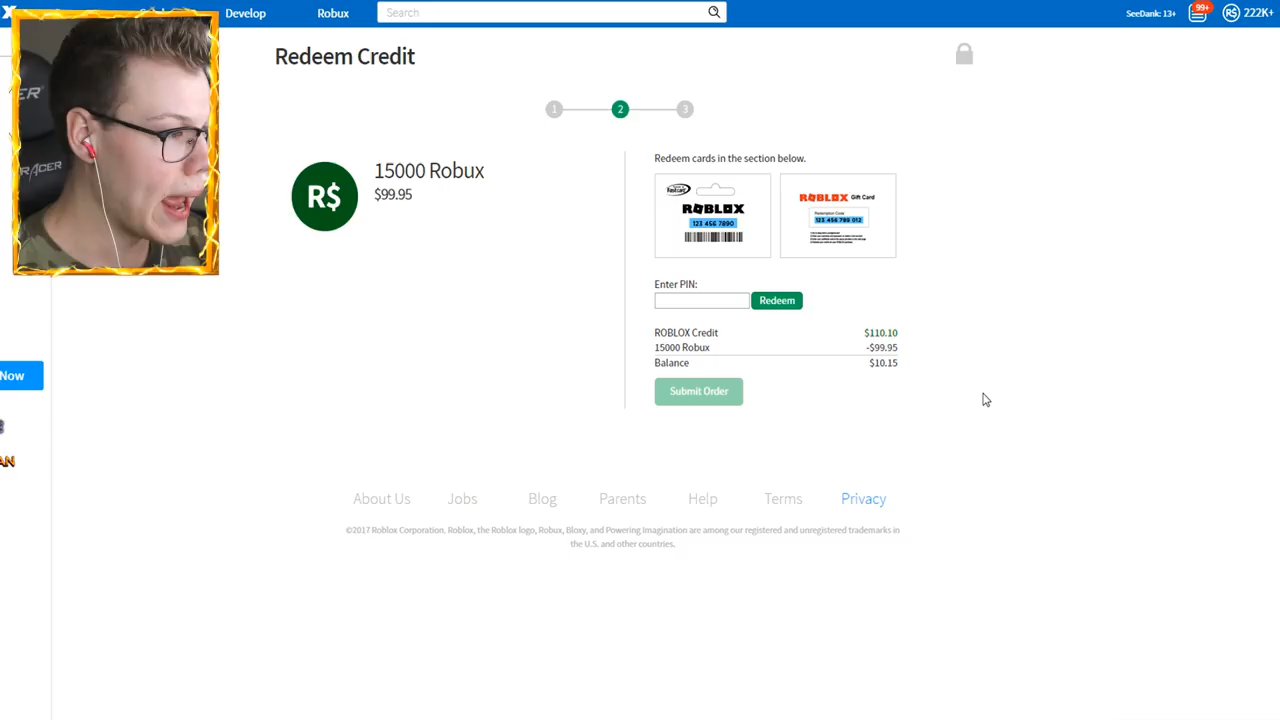 Develop
Robux
Search
SeeDank: 13+
99+
222K+
Redeem Credit
1
2
3
R$
15000 Robux
$99.95
Redeem cards in the section below.
ROBLOX
123 456 7890
ROBLOX Gift Card
Redemption Code:
123 456 789 012
Enter PIN:
Redeem
ROBLOX Credit $110.10
15000 Robux -$99.95
Balance $10.15
Submit Order
Now
About Us Jobs Blog Parents Help Terms Privacy
©2017 Roblox Corporation. Roblox, the Roblox logo, Robux, Bloxy, and Powering Imagination are among our registered and unregistered trademarks in
the U.S. and other countries.